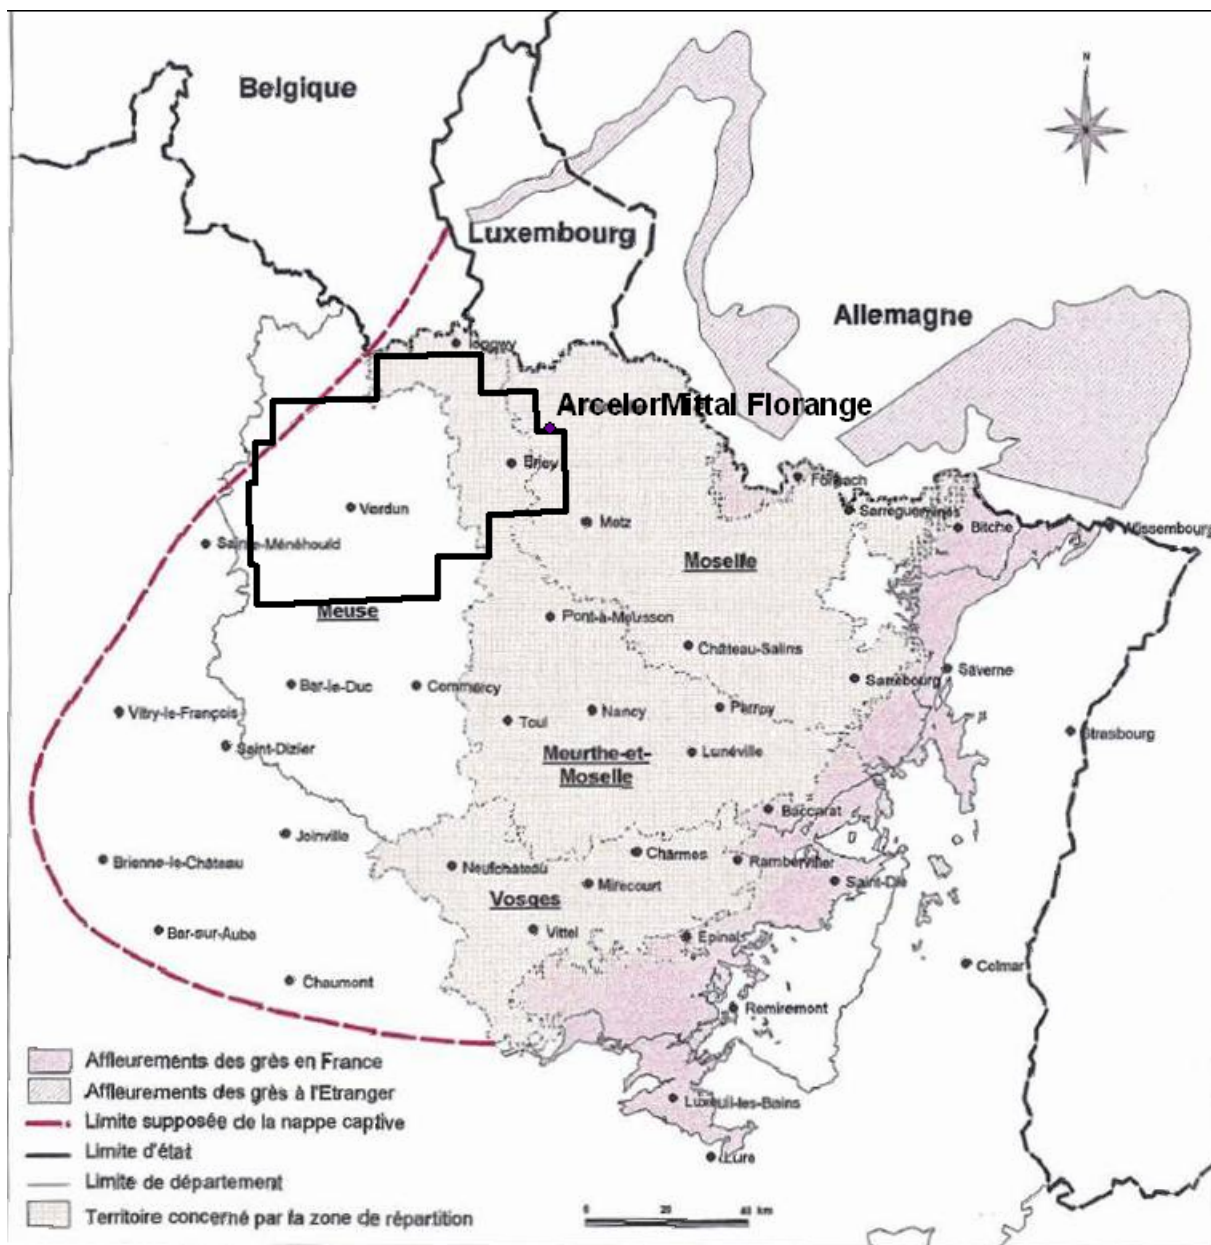 Belgique
N
Luxembourg
Allemagne
Longwy
ArcelorMittal Florange
Briey
Forbach
Verdun
Metz
Sarreguemines
Bitche
Wissembourg
Sainte-Ménéhould
Moselle
Meuse
Pont-à-Mousson
Château-Salins
Saverne
Bar-le-Duc
Commercy
Sarrebourg
Vitry-le-François
Toul
Nancy
Strasbourg
Saint-Dizier
Meurthe-et-
Moselle
Lunéville
Baccarat
Joinville
Brienne-le-Château
Neufchâteau
Charmes
Rambervillier
Mirecourt
Saint-Dié
Vosges
Bar-sur-Aube
Vittel
Epinal
Colmar
Chaumont
Remiremont
Affleurements des grès en France
Affleurements des grès à l'Etranger
Luxeuil-les-Bains
Limite supposée de la nappe captive
Limite d'état
Lure
Limite de département
Territoire concerné par la zone de répartition
0 20 40 km